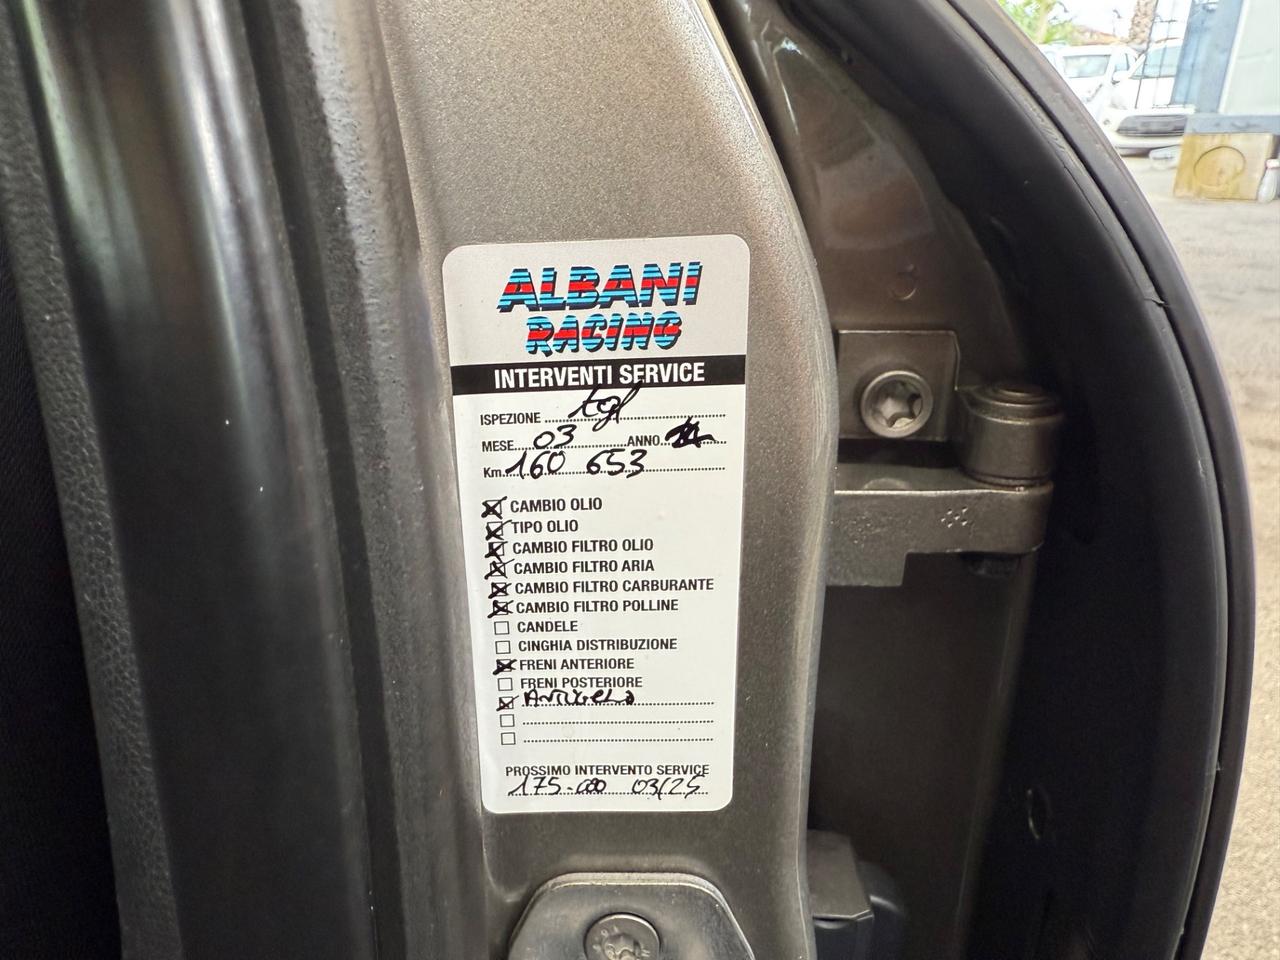 ALBANI
RACING
INTERVENTI SERVICE
ISPEZIONE tgl
MESE 03 ANNO
Km. 160 653
CAMBIO OLIO
TIPO OLIO
CAMBIO FILTRO OLIO
CAMBIO FILTRO ARIA
CAMBIO FILTRO CARBURANTE
CAMBIO FILTRO POLLINE
CANDELE
CINGHIA DISTRIBUZIONE
FRENI ANTERIORE
FRENI POSTERIORE
ANTIGELO
PROSSIMO INTERVENTO SERVICE
175.000 03/25